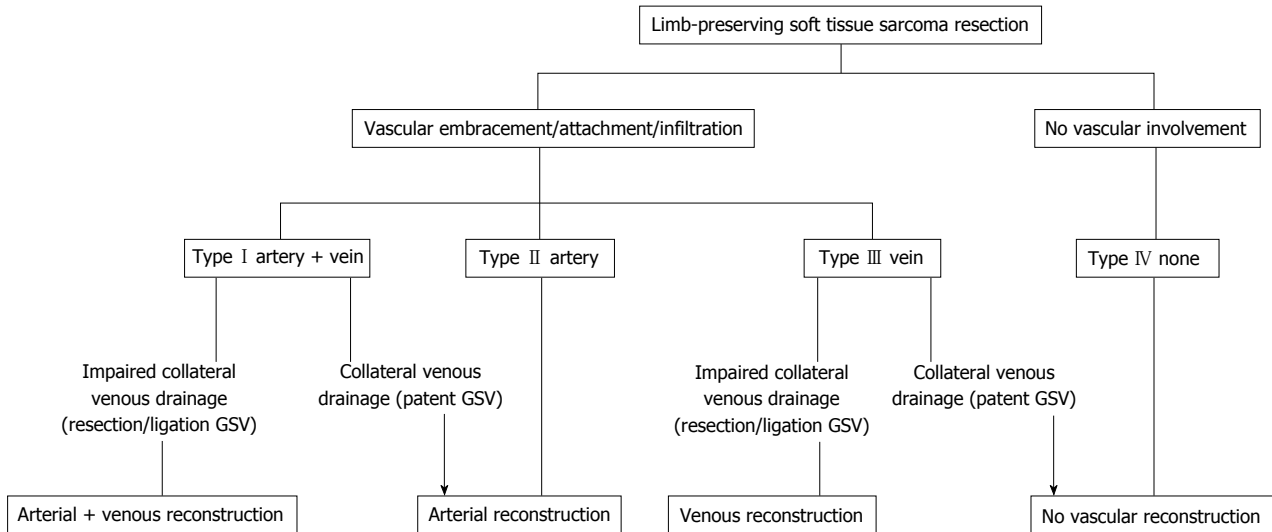 Limb-preserving soft tissue sarcoma resection
Vascular embracement/attachment/infiltration
No vascular involvement
Type Ⅰ artery + vein
Type Ⅱ artery
Type Ⅲ vein
Type Ⅳ none
Impaired collateral
venous drainage
(resection/ligation GSV)
Collateral venous
drainage (patent GSV)
Impaired collateral
venous drainage
(resection/ligation GSV)
Collateral venous
drainage (patent GSV)
Arterial + venous reconstruction
Arterial reconstruction
Venous reconstruction
No vascular reconstruction